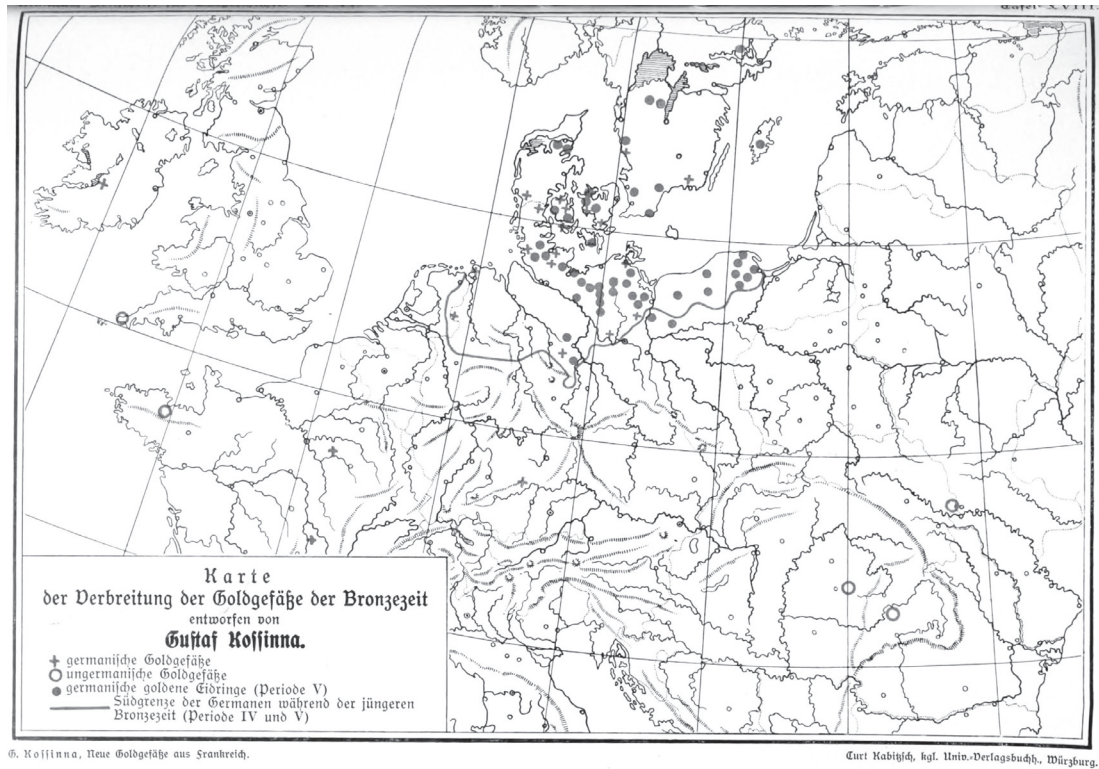 Tafel XVIII.
Karte
der Verbreitung der Goldgefäße der Bronzezeit
entworfen von
Gustaf Kossinna.
germanische Goldgefäße
ungermanische Goldgefäße
germanische goldene Eidringe (Periode V)
Südgrenze der Germanen während der jüngeren
Bronzezeit (Periode IV und V)
G. Kossinna, Neue Goldgefäße aus Frankreich.
Curt Kabitzsch, kgl. Univ.-Verlagsbuchh., Würzburg.